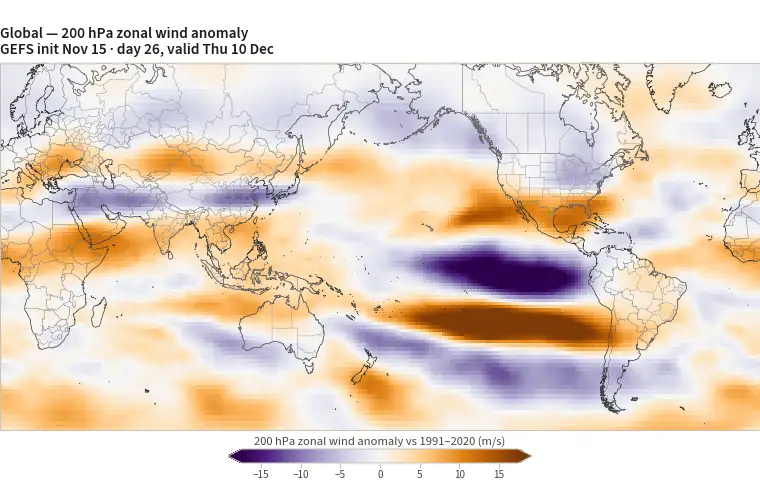 Global — 200 hPa zonal wind anomaly
GEFS init Nov 15 · day 26, valid Thu 10 Dec
200 hPa zonal wind anomaly vs 1991–2020 (m/s)
−15 −10 −5 0 5 10 15